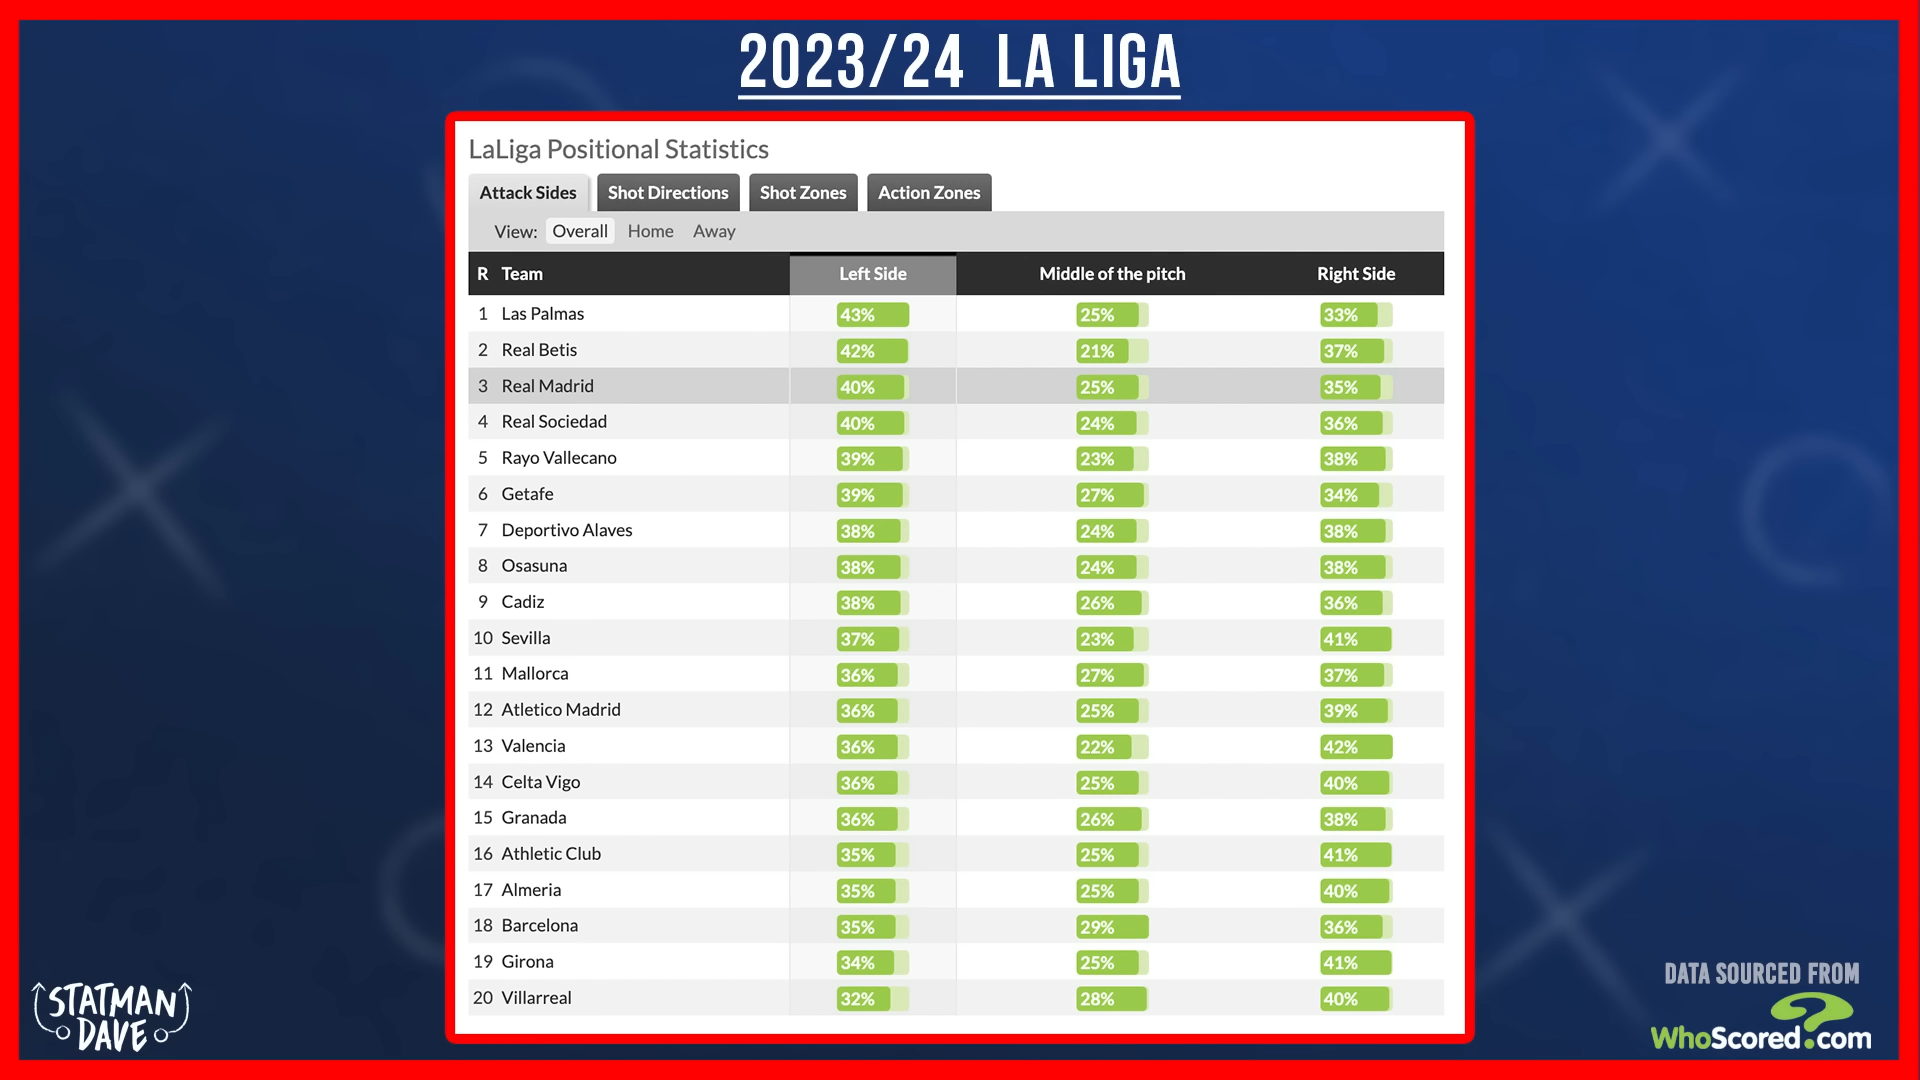 2023/24 LA LIGA
LaLiga Positional Statistics
Attack Sides Shot Directions Shot Zones Action Zones
View: Overall Home Away
R Team Left Side Middle of the pitch Right Side
1 Las Palmas 43% 25% 33%
2 Real Betis 42% 21% 37%
3 Real Madrid 40% 25% 35%
4 Real Sociedad 40% 24% 36%
5 Rayo Vallecano 39% 23% 38%
6 Getafe 39% 27% 34%
7 Deportivo Alaves 38% 24% 38%
8 Osasuna 38% 24% 38%
9 Cadiz 38% 26% 36%
10 Sevilla 37% 23% 41%
11 Mallorca 36% 27% 37%
12 Atletico Madrid 36% 25% 39%
13 Valencia 36% 22% 42%
14 Celta Vigo 36% 25% 40%
15 Granada 36% 26% 38%
16 Athletic Club 35% 25% 41%
17 Almeria 35% 25% 40%
18 Barcelona 35% 29% 36%
19 Girona 34% 25% 41%
20 Villarreal 32% 28% 40%
STATMAN
DAVE
DATA SOURCED FROM
WhoScored.com